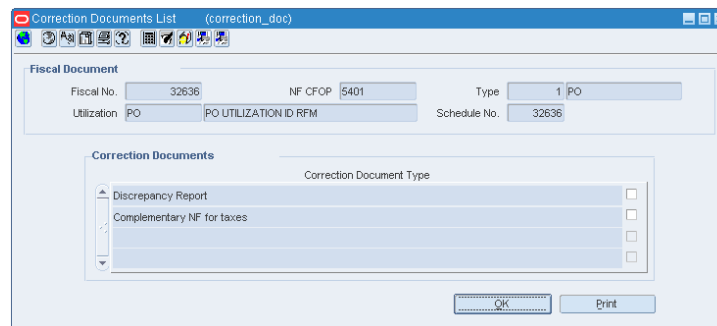 Correction Documents List (correction_doc)
Fiscal Document
Fiscal No. 32636 NF CFOP 5401 Type 1 PO
Utilization PO PO UTILIZATION ID RFM Schedule No. 32636
Correction Documents
Correction Document Type
Discrepancy Report
Complementary NF for taxes
OK Print